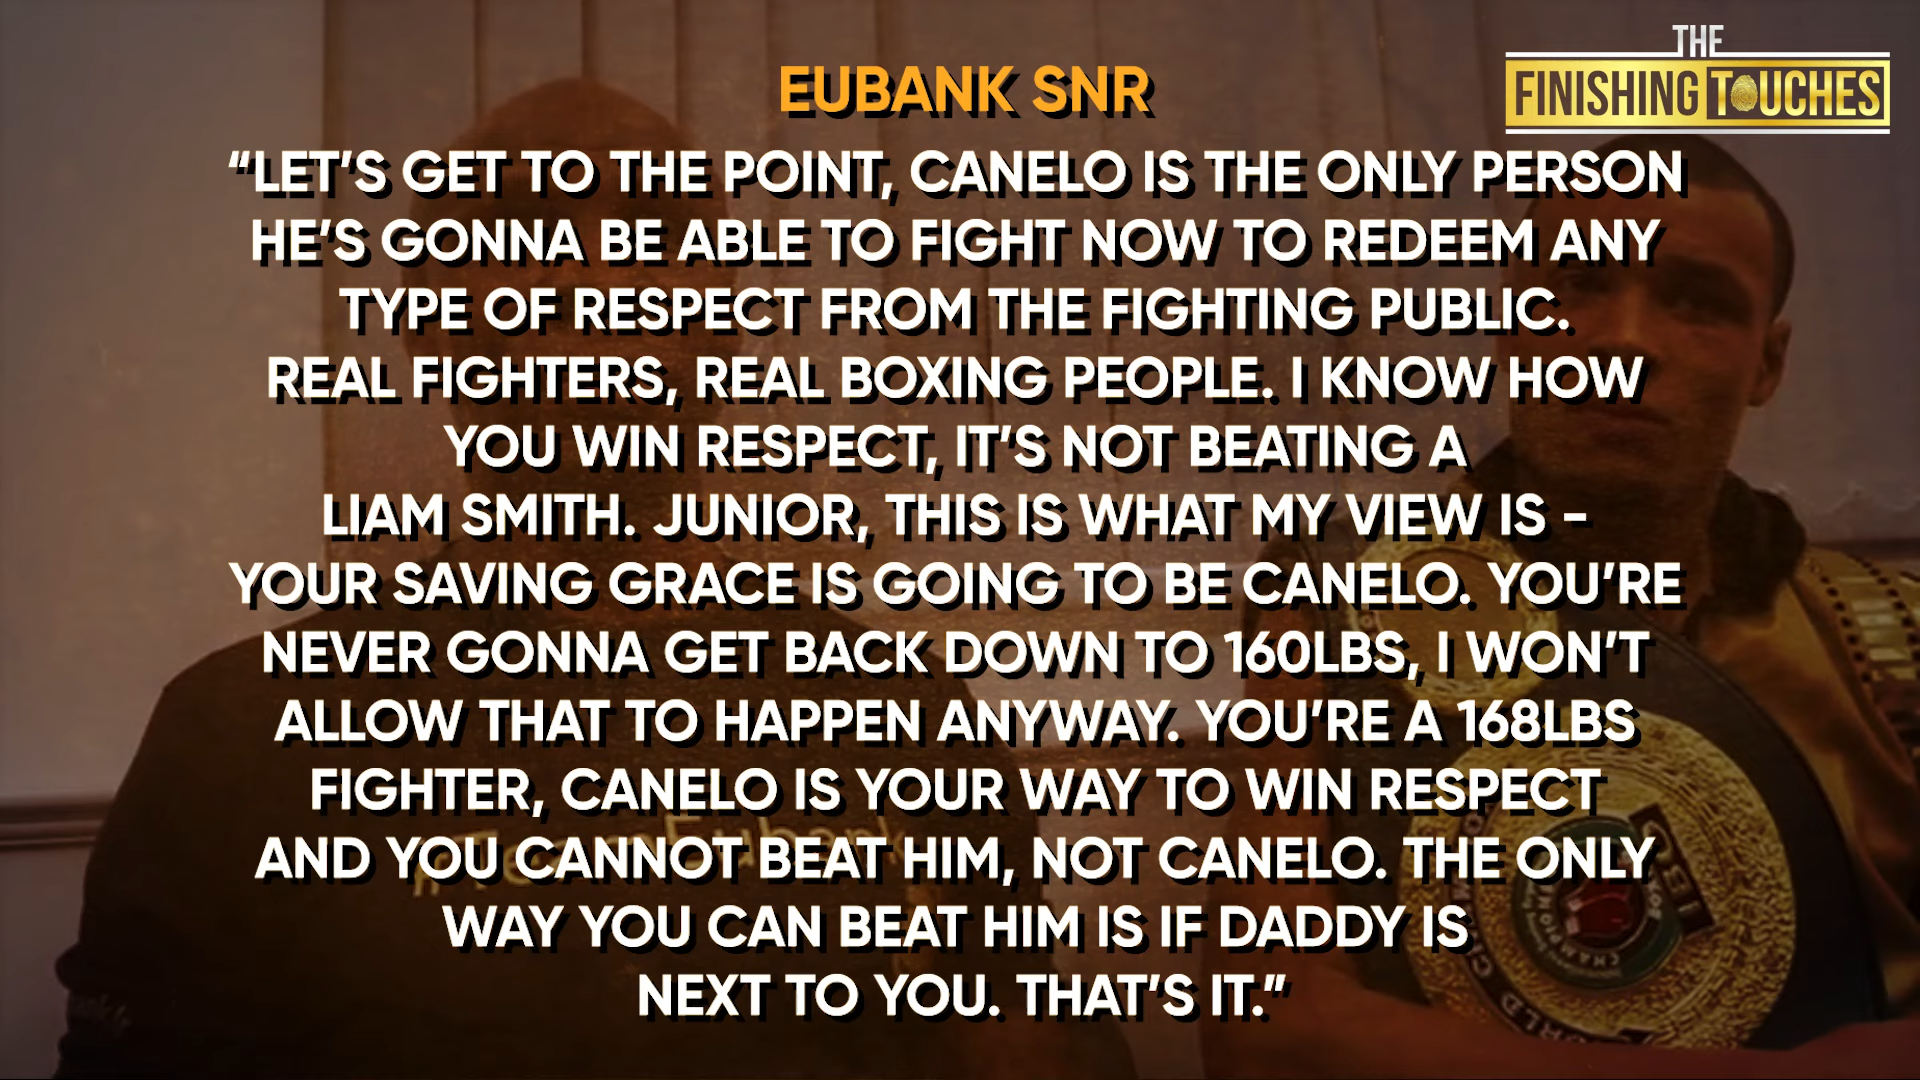 THE
FINISHING TOUCHES
EUBANK SNR
“LET’S GET TO THE POINT, CANELO IS THE ONLY PERSON
HE’S GONNA BE ABLE TO FIGHT NOW TO REDEEM ANY
TYPE OF RESPECT FROM THE FIGHTING PUBLIC.
REAL FIGHTERS, REAL BOXING PEOPLE. I KNOW HOW
YOU WIN RESPECT, IT’S NOT BEATING A
LIAM SMITH. JUNIOR, THIS IS WHAT MY VIEW IS -
YOUR SAVING GRACE IS GOING TO BE CANELO. YOU’RE
NEVER GONNA GET BACK DOWN TO 160LBS, I WON’T
ALLOW THAT TO HAPPEN ANYWAY. YOU’RE A 168LBS
FIGHTER, CANELO IS YOUR WAY TO WIN RESPECT
AND YOU CANNOT BEAT HIM, NOT CANELO. THE ONLY
WAY YOU CAN BEAT HIM IS IF DADDY IS
NEXT TO YOU. THAT’S IT.”
#TeamEubank
IBF